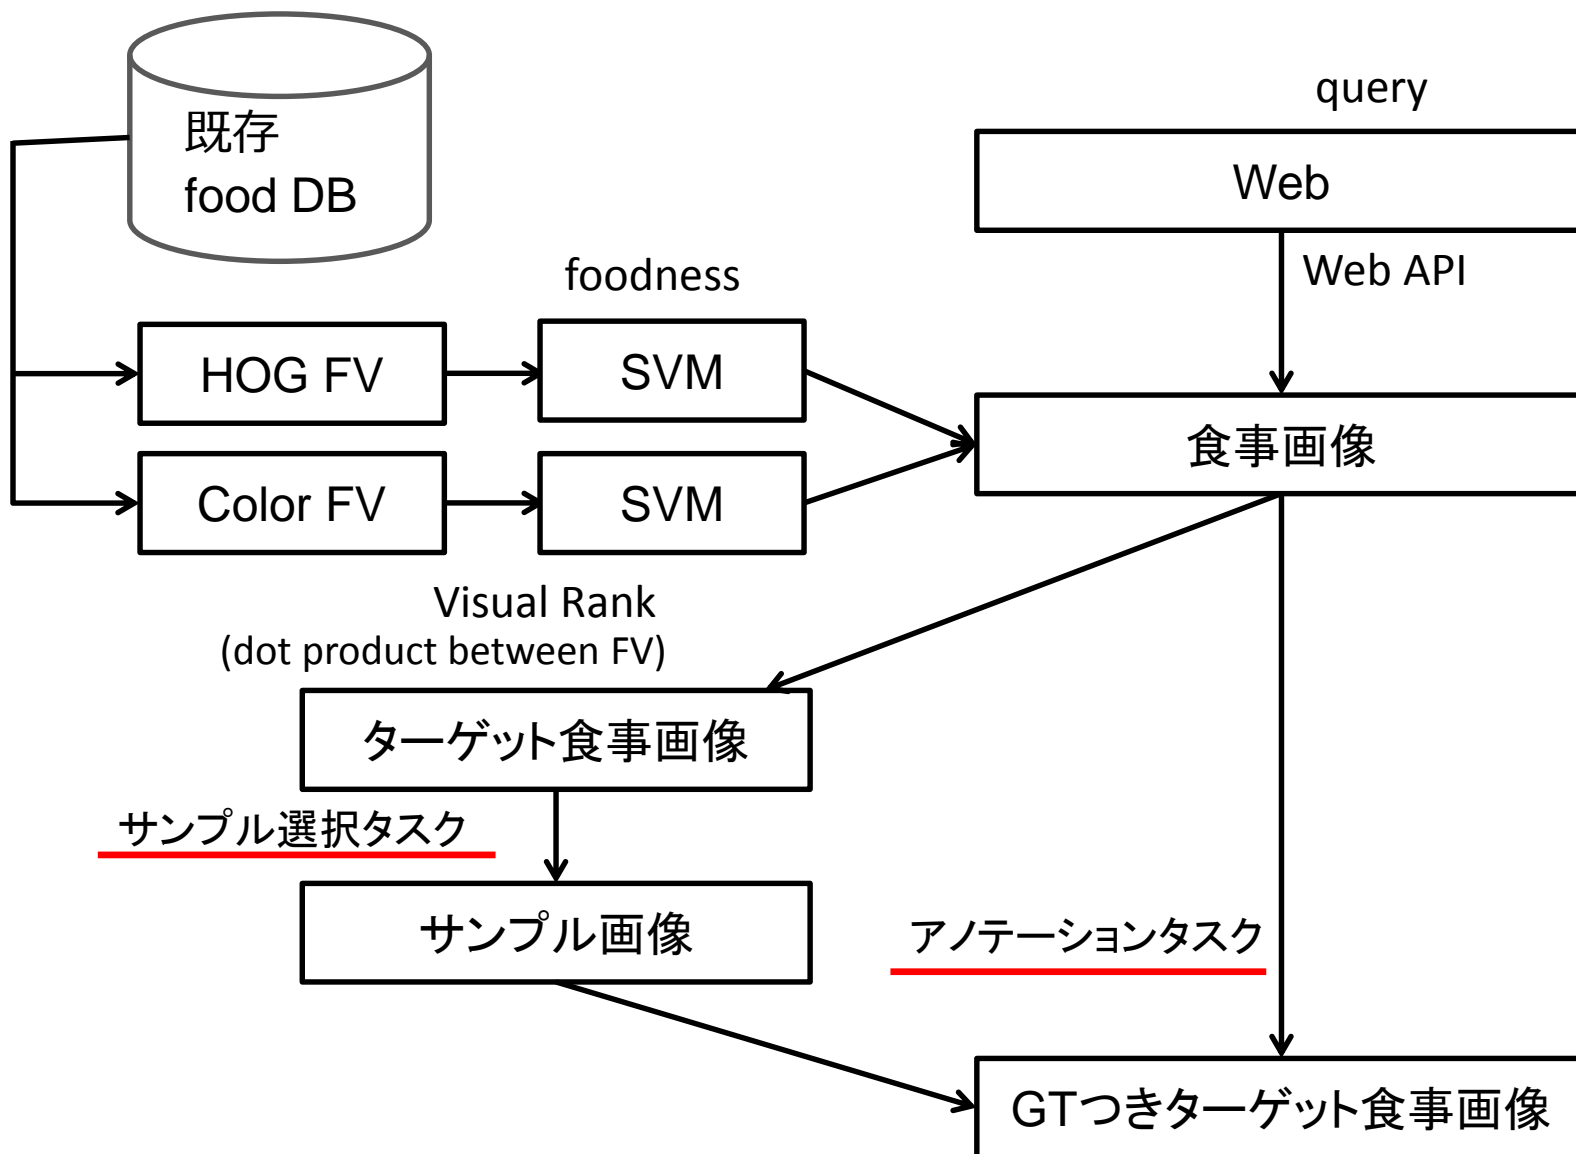 既存
food DB
query
Web
Web API
foodness
HOG FV
SVM
食事画像
Color FV
SVM
Visual Rank
(dot product between FV)
ターゲット食事画像
サンプル選択タスク
サンプル画像
アノテーションタスク
GTつきターゲット食事画像